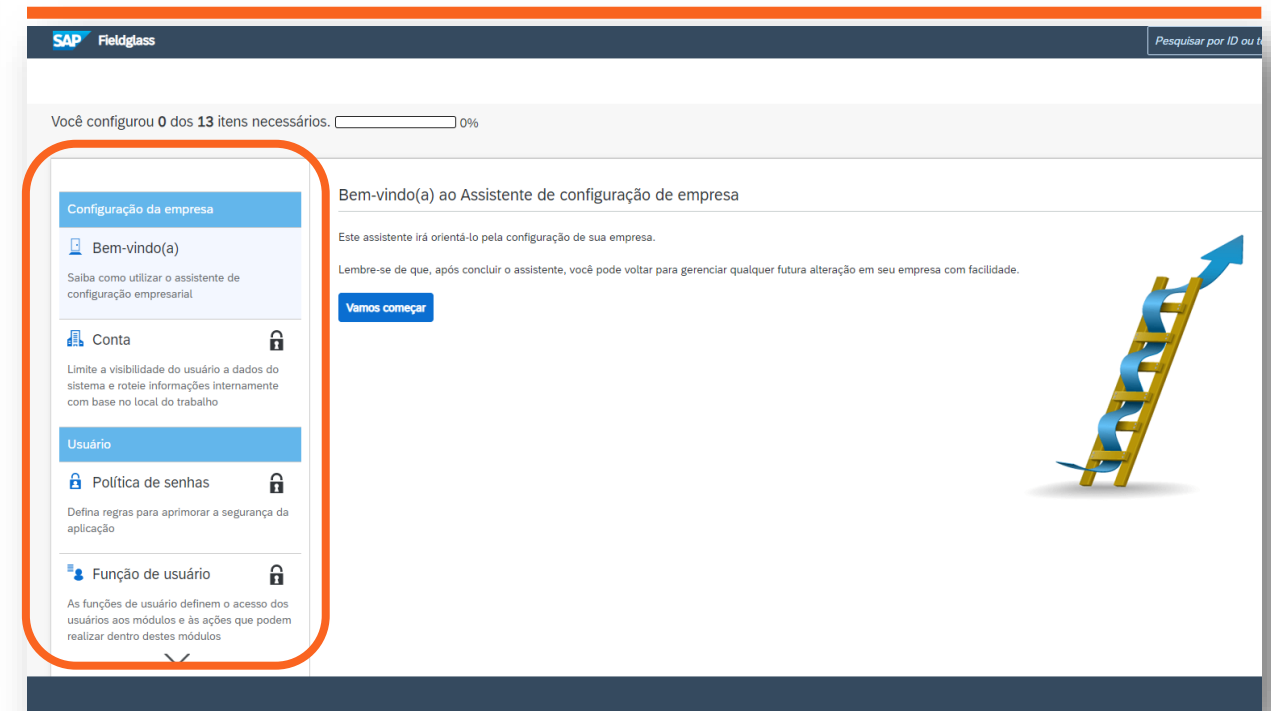 SAP Fieldglass
Pesquisar por ID ou
Você configurou 0 dos 13 itens necessários. 0%
Configuração da empresa
Bem-vindo(a)
Saiba como utilizar o assistente de
configuração empresarial
Conta
Limite a visibilidade do usuário a dados do
sistema e roteie informações internamente
com base no local do trabalho
Usuário
Política de senhas
Defina regras para aprimorar a segurança da
aplicação
Função de usuário
As funções de usuário definem o acesso dos
usuários aos módulos e às ações que podem
realizar dentro destes módulos
Bem-vindo(a) ao Assistente de configuração de empresa
Este assistente irá orientá-lo pela configuração de sua empresa.
Lembre-se de que, após concluir o assistente, você pode voltar para gerenciar qualquer futura alteração em seu empresa com facilidade.
Vamos começar